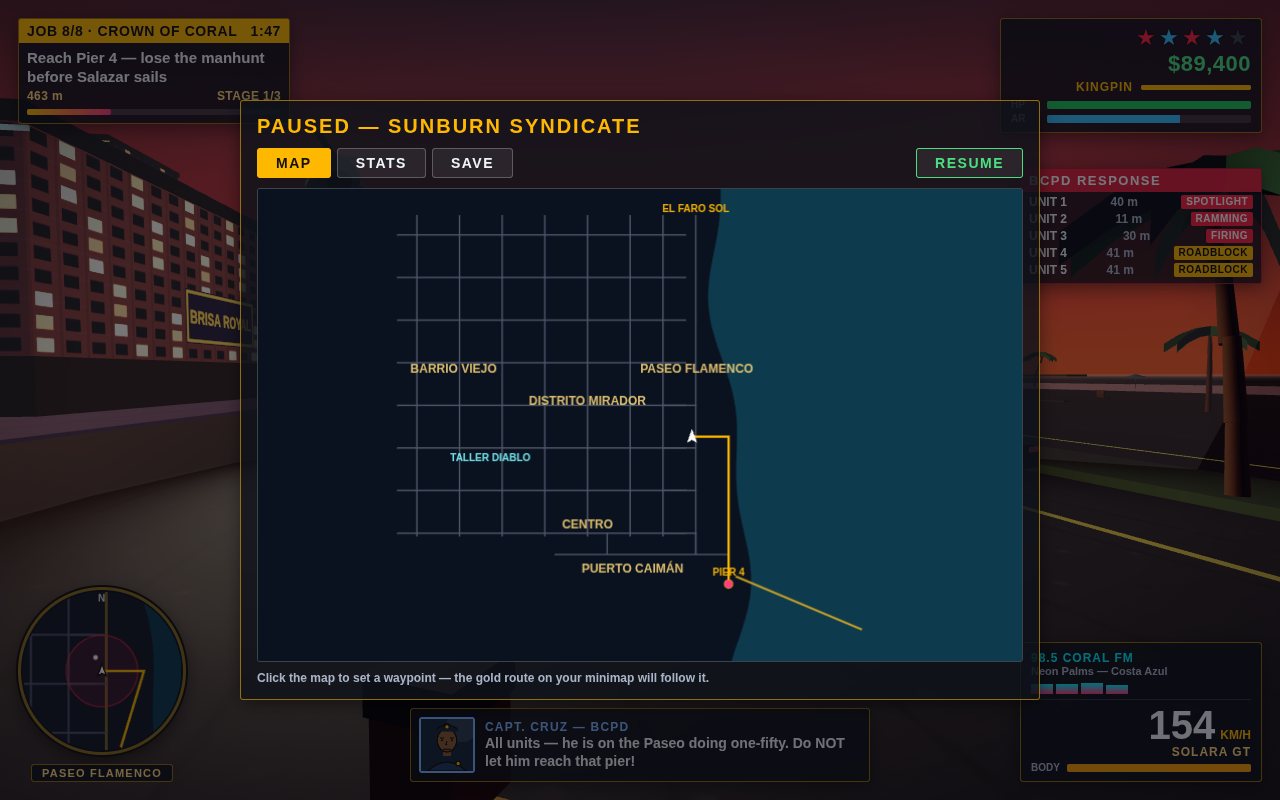 JOB 8/8 · CROWN OF CORAL 1:47
Reach Pier 4 — lose the manhunt
before Salazar sails
463 m STAGE 1/3
$89,400
KINGPIN
HP
AR
PAUSED — SUNBURN SYNDICATE
MAP STATS SAVE RESUME
BCPD RESPONSE
UNIT 1 40 m SPOTLIGHT
UNIT 2 11 m RAMMING
UNIT 3 30 m FIRING
UNIT 4 41 m ROADBLOCK
UNIT 5 41 m ROADBLOCK
BRISA ROYAL
EL FARO SOL
BARRIO VIEJO
PASEO FLAMENCO
DISTRITO MIRADOR
TALLER DIABLO
CENTRO
PUERTO CAIMÁN
PIER 4
Click the map to set a waypoint — the gold route on your minimap will follow it.
N
PASEO FLAMENCO
CAPT. CRUZ — BCPD
All units — he is on the Paseo doing one-fifty. Do NOT
let him reach that pier!
98.5 CORAL FM
Neon Palms — Costa Azul
154 KM/H
SOLARA GT
BODY